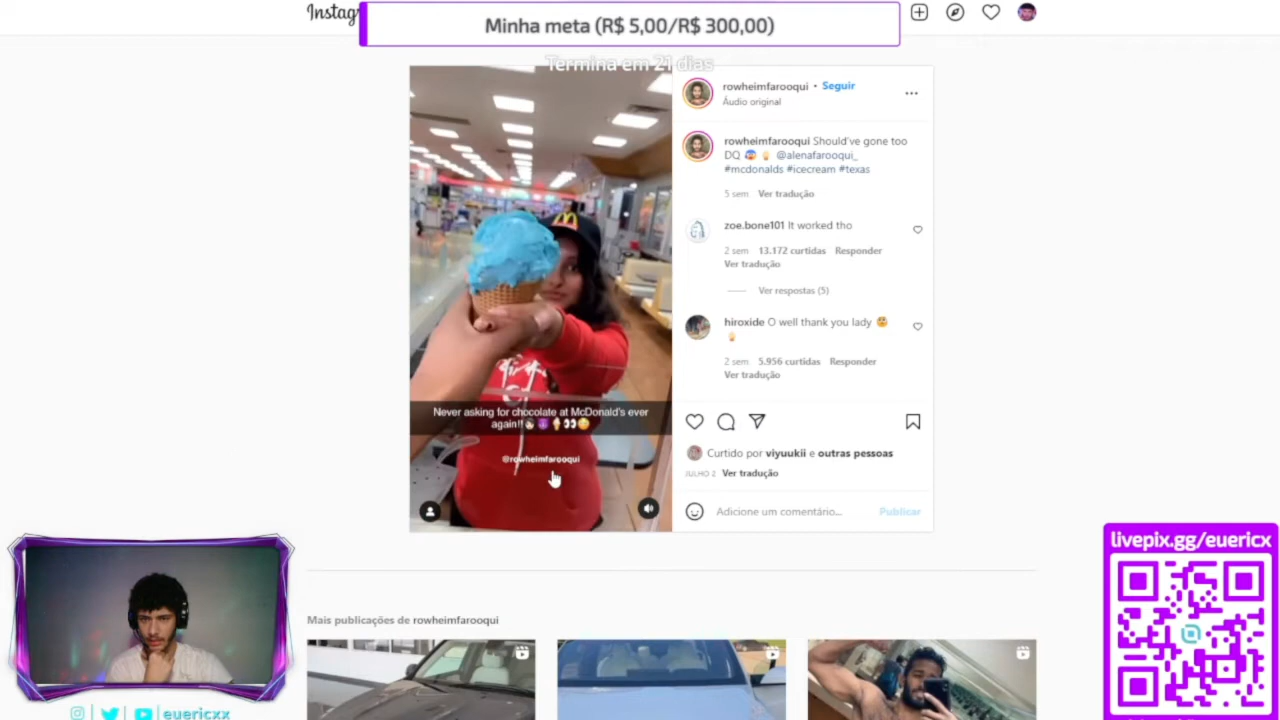 Instag
Minha meta (R$ 5,00/R$ 300,00)
Termina em 21 dias
rowheimfarooqui • Seguir
Áudio original
rowheimfarooqui Should've gone too
DQ 😱 🍦 @alenafarooqui_
#mcdonalds #icecream #texas
5 sem Ver tradução
zoe.bone101 It worked tho
2 sem 13.172 curtidas Responder
Ver tradução
Ver respostas (5)
hiroxide O well thank you lady
2 sem 5.956 curtidas Responder
Ver tradução
Never asking for chocolate at McDonald's ever
again!!
@rowheimfarooqui
Curtido por viyuukii e outras pessoas
JULHO 2 Ver tradução
Adicione um comentário... Publicar
livepix.gg/euericx
Mais publicações de rowheimfarooqui
euericxx